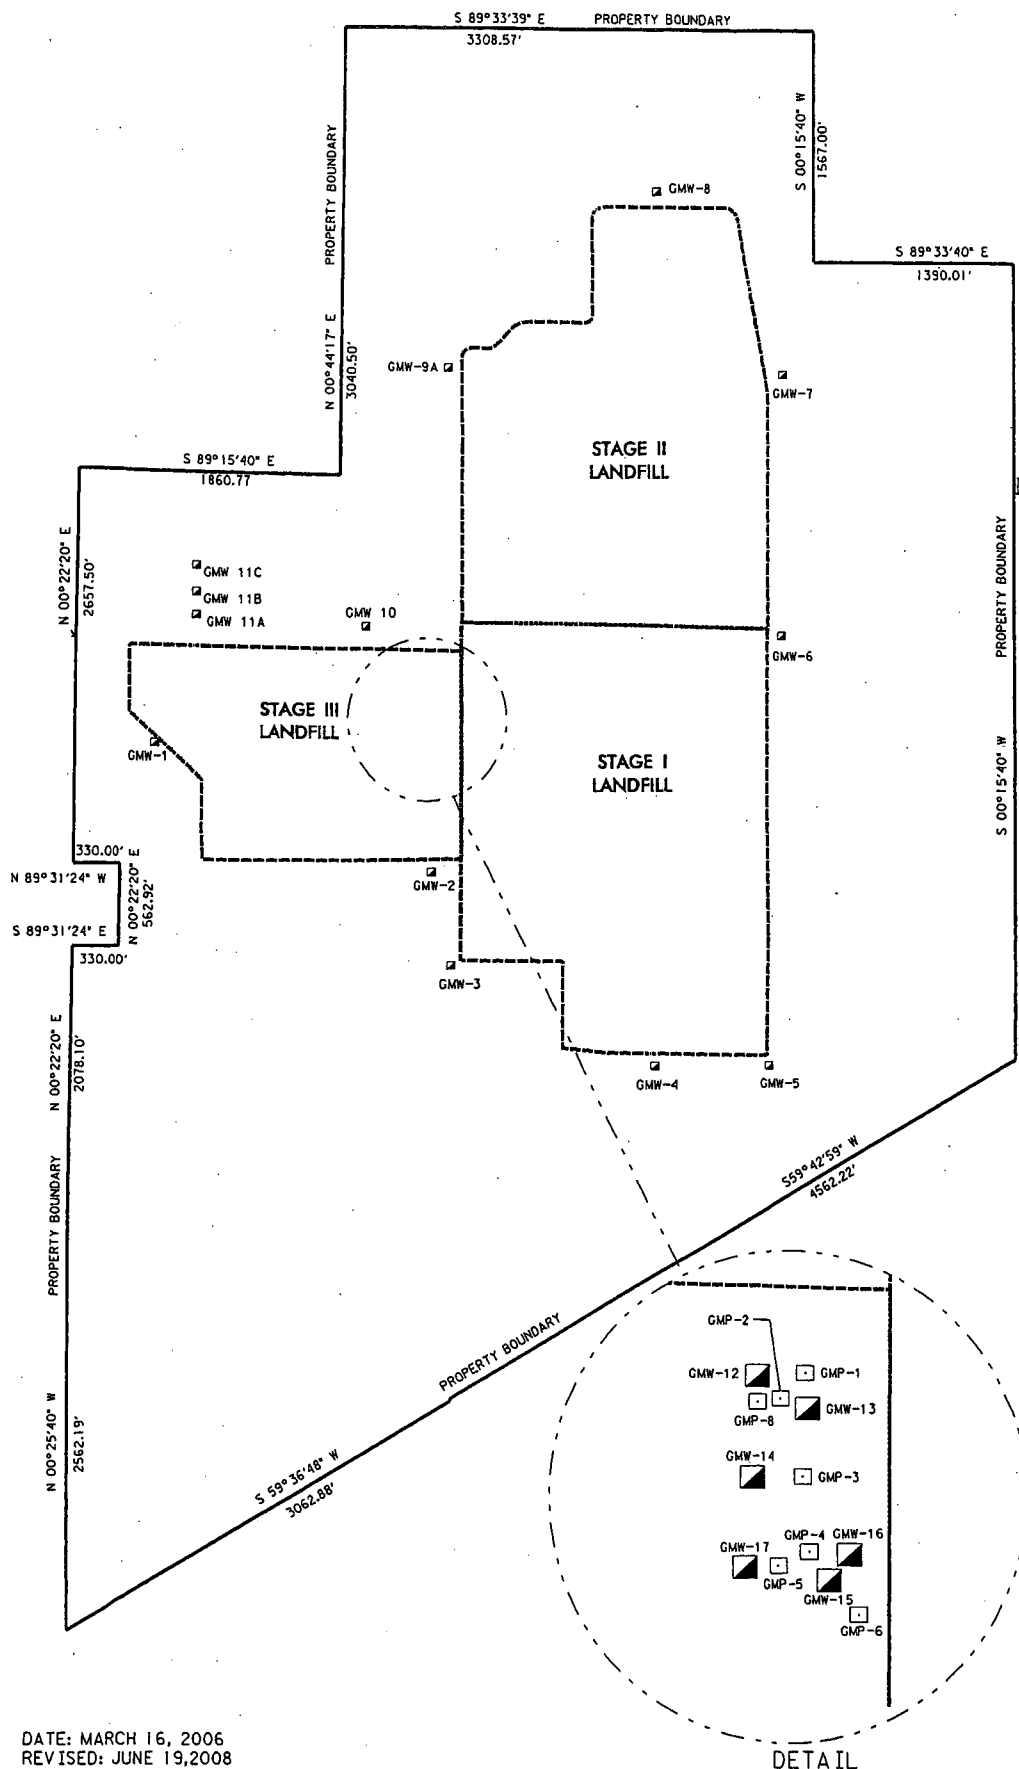 S 89°33'39" E PROPERTY BOUNDARY
3308.57'
S 00°15'40" W
1567.00'
PROPERTY BOUNDARY
N 00°44'17" E
3040.50'
GMW-8
S 89°33'40" E
1390.01'
GMW-9A
GMW-7
STAGE II
LANDFILL
S 89°15'40" E
1860.77
N 00°22'20" E
2657.50'
PROPERTY BOUNDARY
S 00°15'40" W
GMW 11C
GMW 11B
GMW 11A
GMW 10
GMW-6
STAGE III
LANDFILL
GMW-1
STAGE I
LANDFILL
330.00'
N 89°31'24" W
N 00°22'20" E
562.92'
GMW-2
S 89°31'24" E
330.00'
GMW-3
N 00°22'20" E
2078.10'
GMW-4
GMW-5
PROPERTY BOUNDARY
S59°42'59" W
4562.22'
PROPERTY BOUNDARY
N 00°25'40" W
2562.19'
S 59°36'48" W
3062.88'
GMP-2
GMW-12
GMP-1
GMP-8
GMW-13
GMW-14
GMP-3
GMP-4
GMW-16
GMW-17
GMP-5
GMW-15
GMP-6
DATE: MARCH 16, 2006
REVISED: JUNE 19,2008
DETAIL